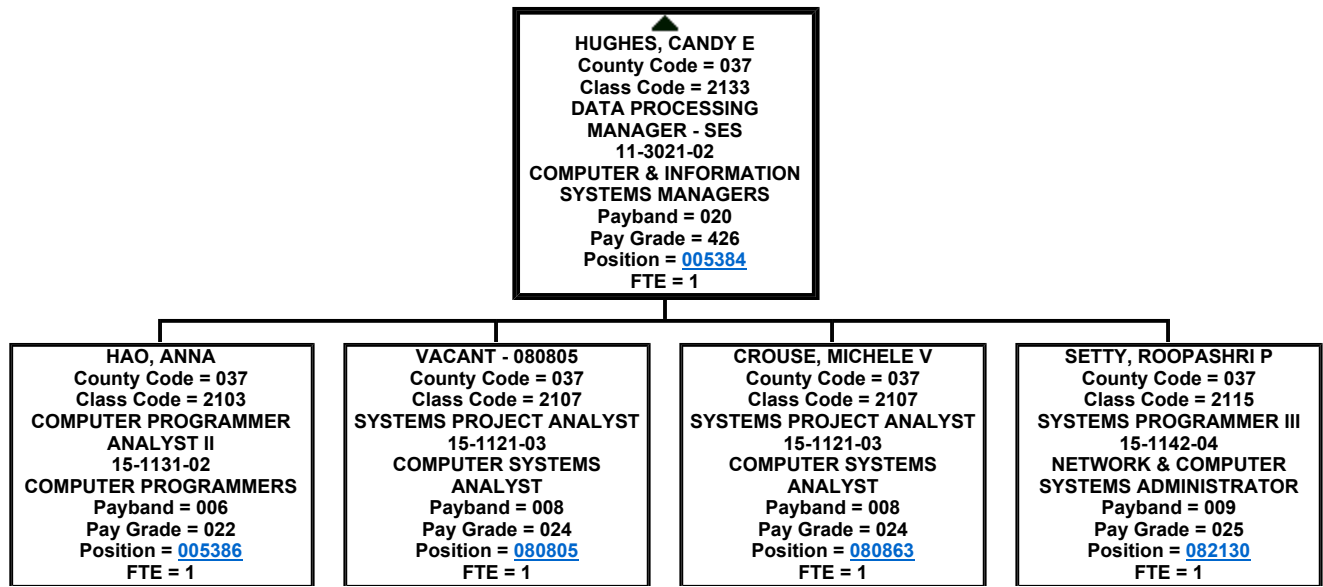 HUGHES, CANDY E
County Code = 037
Class Code = 2133
DATA PROCESSING
MANAGER - SES
11-3021-02
COMPUTER & INFORMATION
SYSTEMS MANAGERS
Payband = 020
Pay Grade = 426
Position = 005384
FTE = 1
HAO, ANNA
County Code = 037
Class Code = 2103
COMPUTER PROGRAMMER
ANALYST II
15-1131-02
COMPUTER PROGRAMMERS
Payband = 006
Pay Grade = 022
Position = 005386
FTE = 1
VACANT - 080805
County Code = 037
Class Code = 2107
SYSTEMS PROJECT ANALYST
15-1121-03
COMPUTER SYSTEMS
ANALYST
Payband = 008
Pay Grade = 024
Position = 080805
FTE = 1
CROUSE, MICHELE V
County Code = 037
Class Code = 2107
SYSTEMS PROJECT ANALYST
15-1121-03
COMPUTER SYSTEMS
ANALYST
Payband = 008
Pay Grade = 024
Position = 080863
FTE = 1
SETTY, ROOPASHRI P
County Code = 037
Class Code = 2115
SYSTEMS PROGRAMMER III
15-1142-04
NETWORK & COMPUTER
SYSTEMS ADMINISTRATOR
Payband = 009
Pay Grade = 025
Position = 082130
FTE = 1